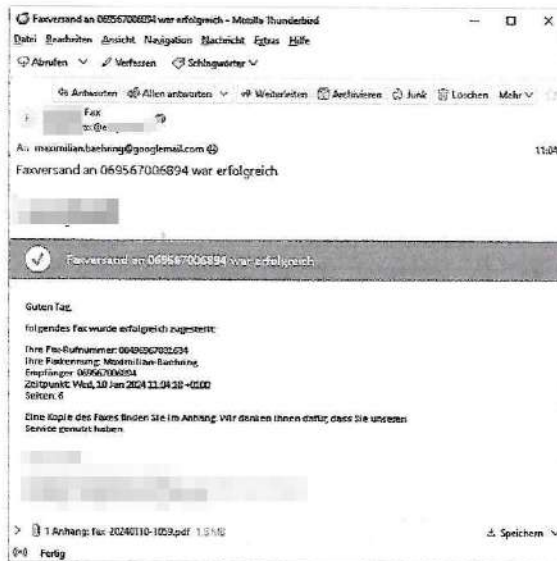 Faxversand an 069567006894 war erfolgreich - Mozilla Thunderbird
Datei Bearbeiten Ansicht Navigation Nachricht Extras Hilfe
Abrufen Verfassen Schlagwörter
Antworten Allen antworten Weiterleiten Archivieren Junk Löschen Mehr
Fax
An maximilian.baehring@googlemail.com 11:04
Faxversand an 069567006894 war erfolgreich
Faxversand an 069567006894 war erfolgreich
Guten Tag,
folgendes Fax wurde erfolgreich zugestellt:
Ihre Fax-Rufnummer: 00496967831634
Ihre Faxkennung: Maximilian-Baehring
Empfänger: 069567006894
Zeitpunkt: Wed, 10 Jan 2024 11:04:18 +0100
Seiten: 6
Eine Kopie des Faxes finden Sie im Anhang. Wir danken Ihnen dafür, dass Sie unseren
Service genutzt haben.
1 Anhang: fax-20240110-1059.pdf 1.5 MB Speichern
Fertig